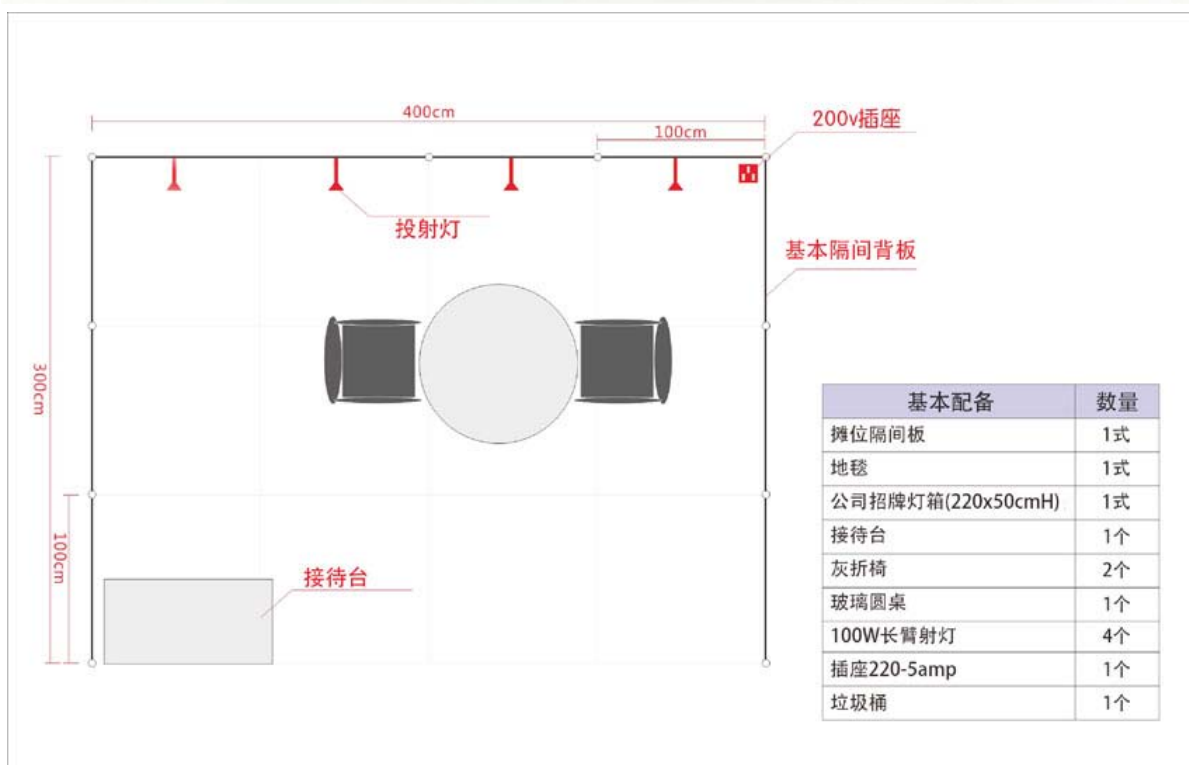 400cm
100cm
200v插座
投射灯
基本隔间背板
300cm
100cm
接待台
基本配备 数量
摊位隔间板 1式
地毯 1式
公司招牌灯箱(220x50cmH) 1式
接待台 1个
灰折椅 2个
玻璃圆桌 1个
100W长臂射灯 4个
插座220-5amp 1个
垃圾桶 1个